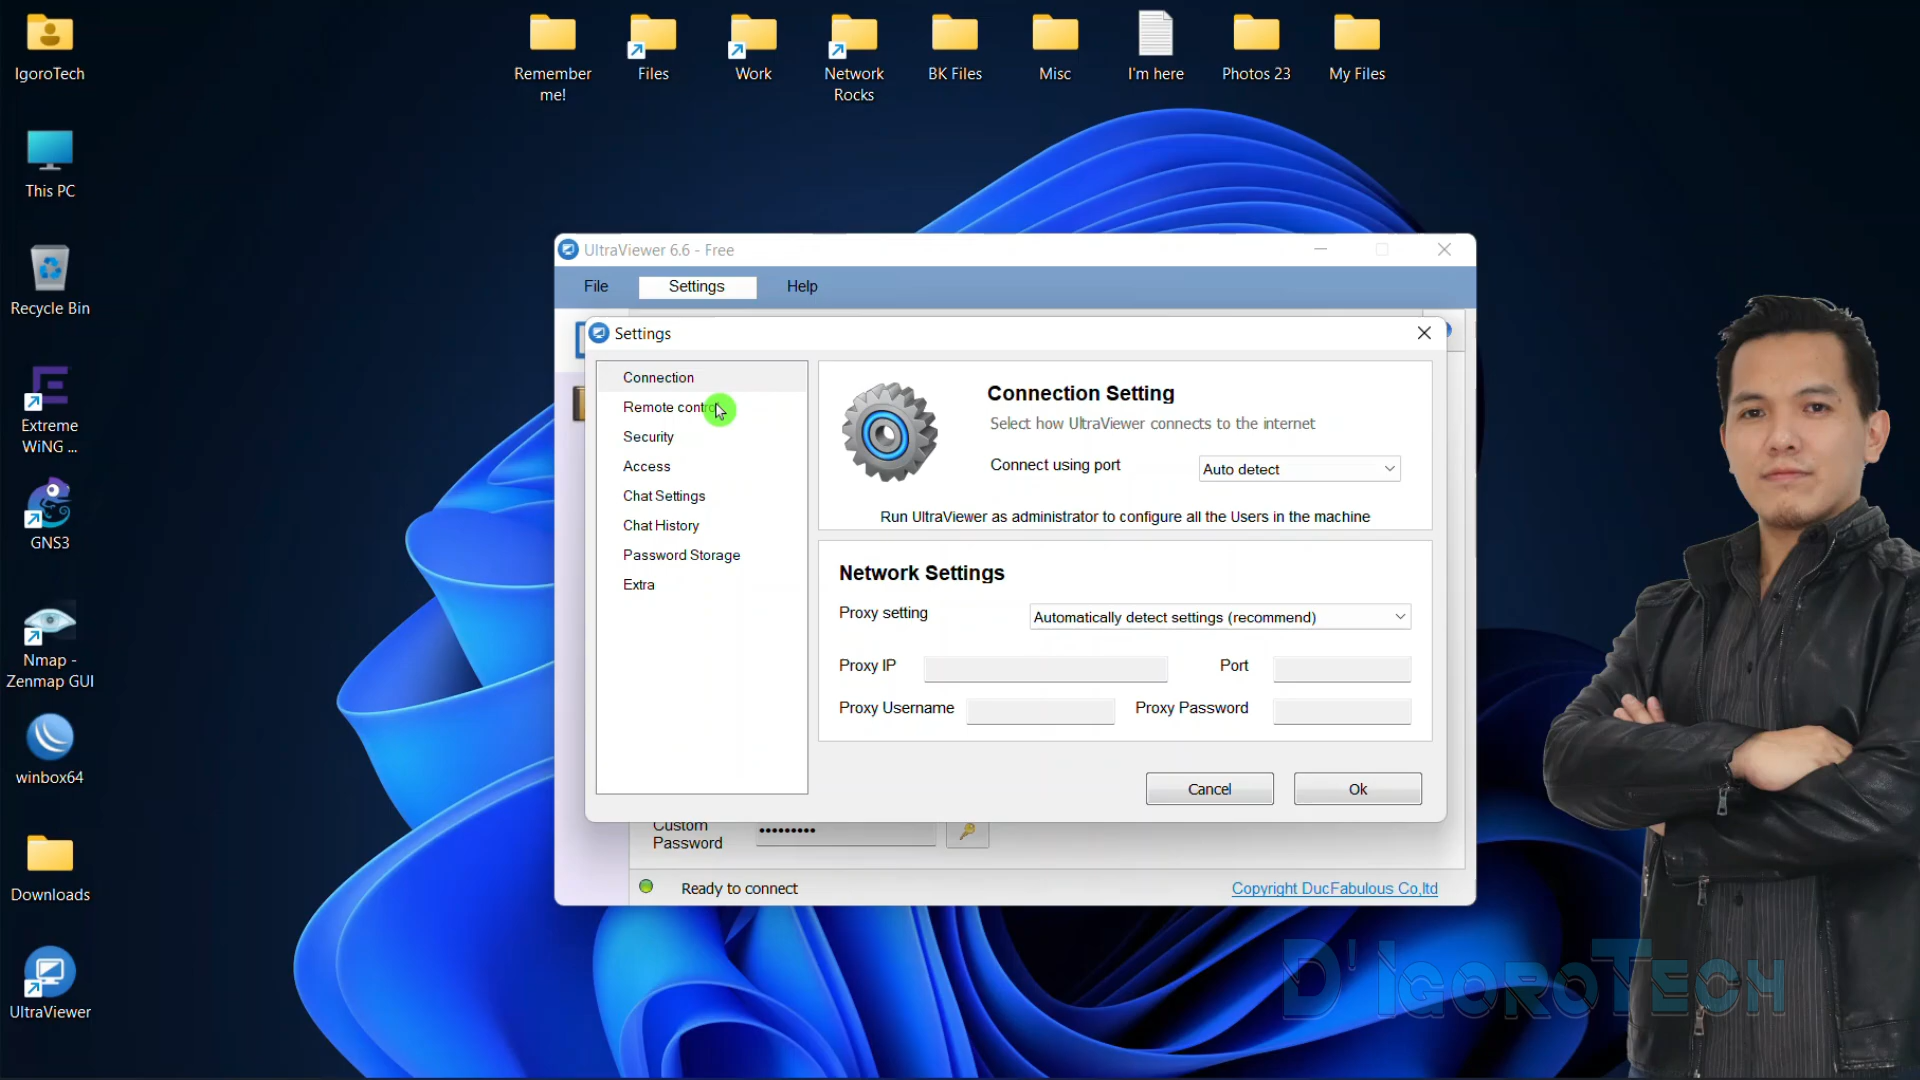 IgoroTech
This PC
Recycle Bin
Extreme
WiNG ...
GNS3
Nmap -
Zenmap GUI
winbox64
Downloads
UltraViewer
Remember
me!
Files
Work
Network
Rocks
BK Files
Misc
I'm here
Photos 23
My Files
UltraViewer 6.6 - Free
File
Settings
Help
Settings
Connection
Remote control
Security
Access
Chat Settings
Chat History
Password Storage
Extra
Connection Setting
Select how UltraViewer connects to the internet
Connect using port
Auto detect
Run UltraViewer as administrator to configure all the Users in the machine
Network Settings
Proxy setting
Automatically detect settings (recommend)
Proxy IP
Port
Proxy Username
Proxy Password
Cancel
Ok
Custom
Password
•••••••••
Ready to connect
Copyright DucFabulous Co,ltd
D' IGOROTECH